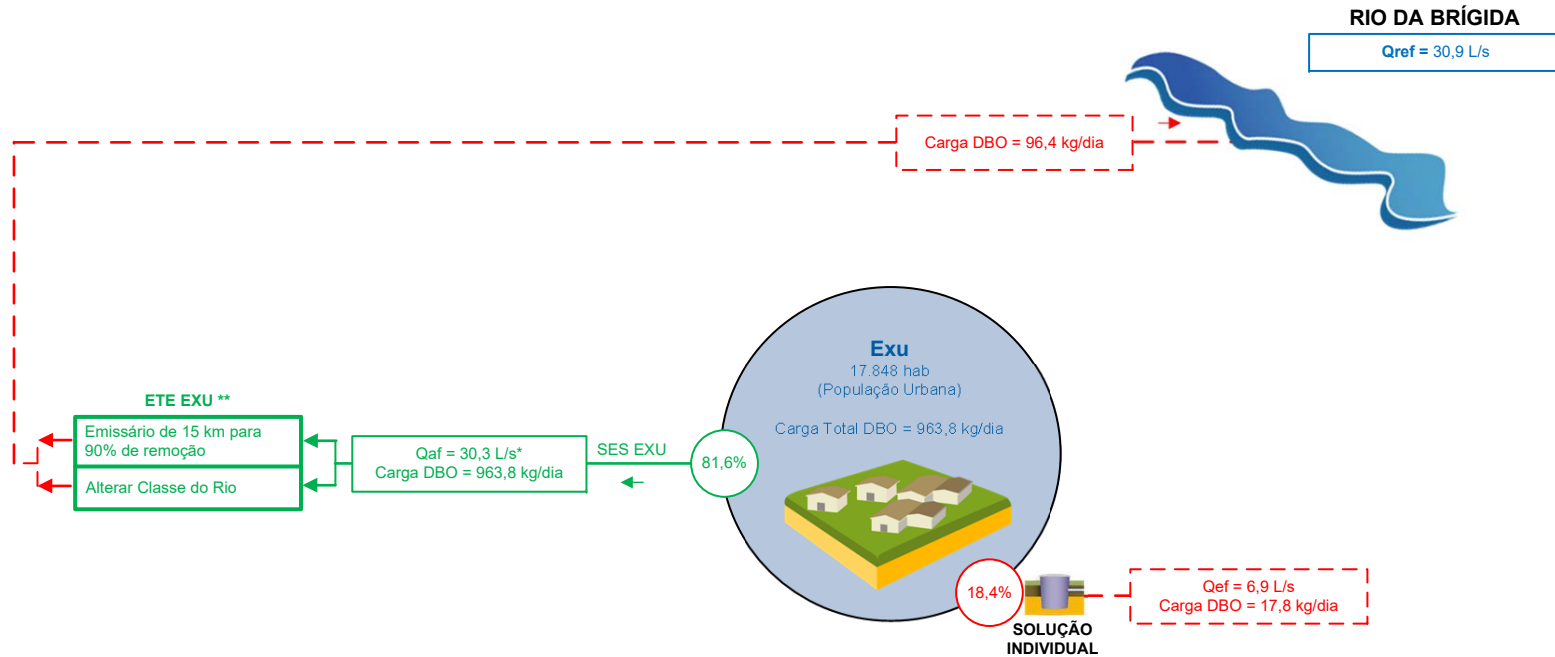 RIO DA BRÍGIDA
Qref = 30,9 L/s
Carga DBO = 96,4 kg/dia
Exu
17.848 hab
(População Urbana)
Carga Total DBO = 963,8 kg/dia
ETE EXU **
Emissário de 15 km para
90% de remoção
Alterar Classe do Rio
Qaf = 30,3 L/s*
Carga DBO = 963,8 kg/dia
SES EXU
81,6%
18,4%
SOLUÇÃO
INDIVIDUAL
Qef = 6,9 L/s
Carga DBO = 17,8 kg/dia